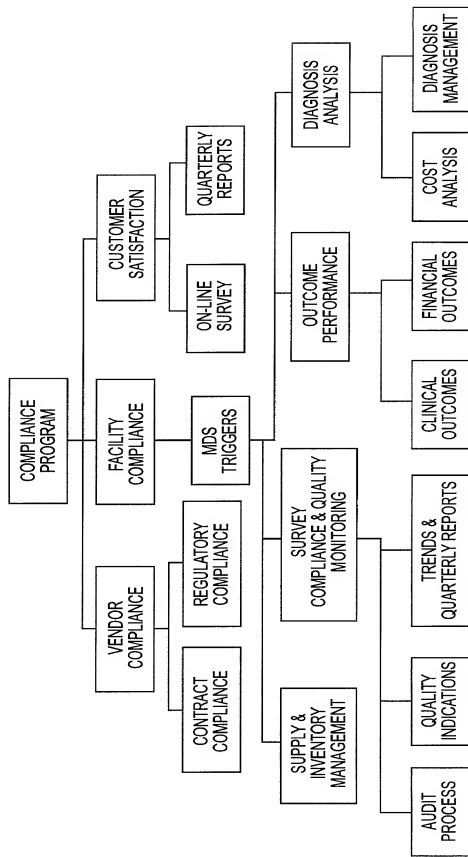 COMPLIANCE
PROGRAM
VENDOR
COMPLIANCE
FACILITY
COMPLIANCE
CUSTOMER
SATISFACTION
CONTRACT
COMPLIANCE
REGULATORY
COMPLIANCE
MDS
TRIGGERS
ON-LINE
SURVEY
QUARTERLY
REPORTS
SUPPLY &
INVENTORY
MANAGEMENT
SURVEY
COMPLIANCE & QUALITY
MONITORING
OUTCOME
PERFORMANCE
DIAGNOSIS
ANALYSIS
AUDIT
PROCESS
QUALITY
INDICATIONS
TRENDS &
QUARTERLY REPORTS
CLINICAL
OUTCOMES
FINANCIAL
OUTCOMES
COST
ANALYSIS
DIAGNOSIS
MANAGEMENT